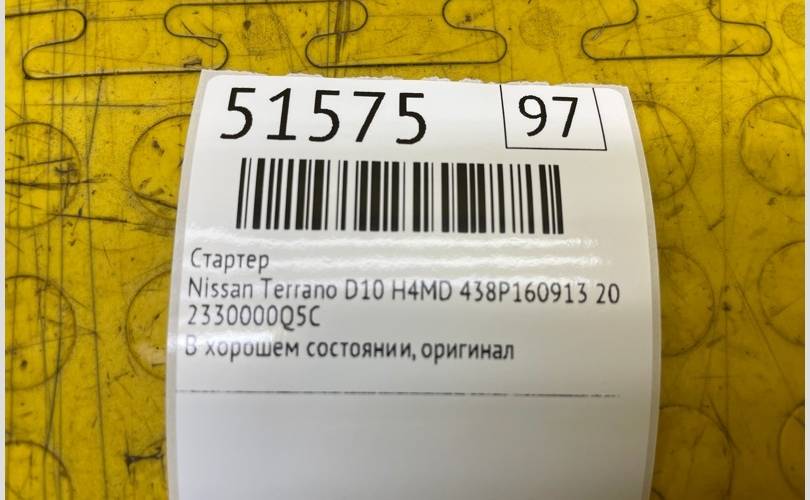 51575 97
Стартер
Nissan Terrano D10 H4MD 438P160913 20
2330000Q5C
В хорошем состоянии, оригинал